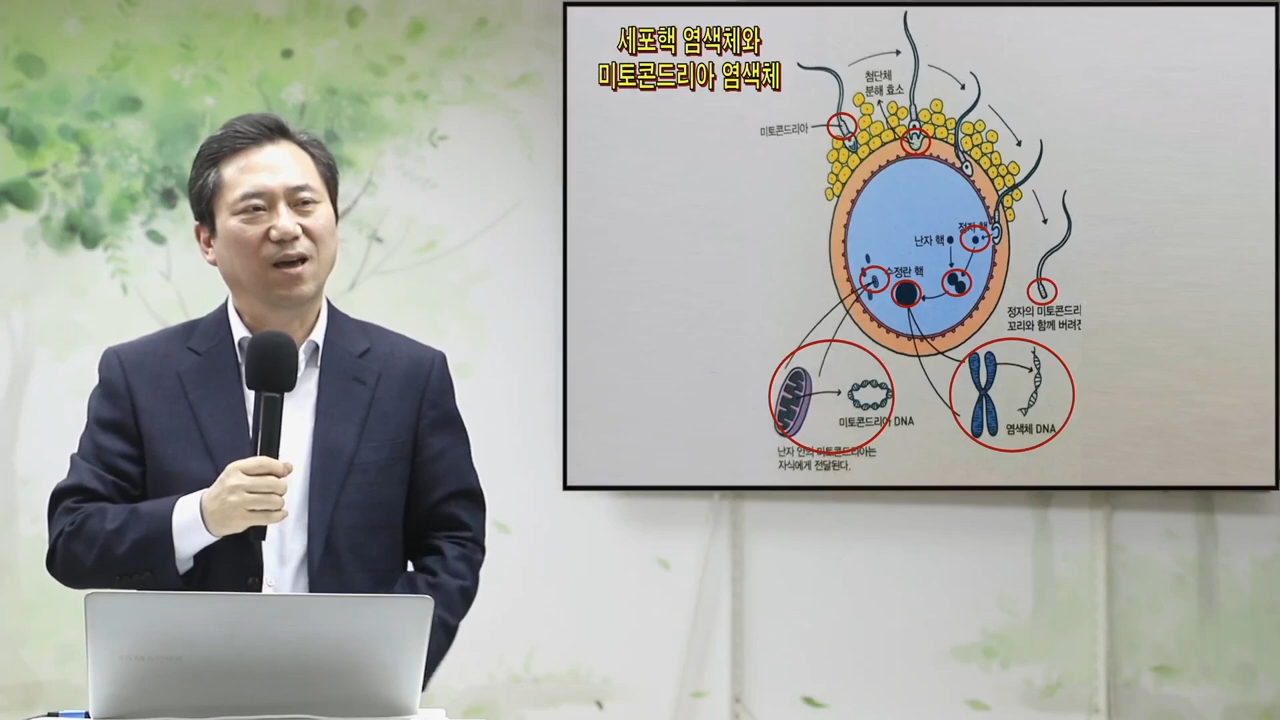 세포핵 염색체와
미토콘드리아 염색체
첨단체
분해 효소
미토콘드리아
정자 핵
난자 핵
수정란 핵
정자의 미토콘드리
꼬리와 함께 버려진
미토콘드리아 DNA
염색체 DNA
난자 안의 미토콘드리아는
자식에게 전달된다.